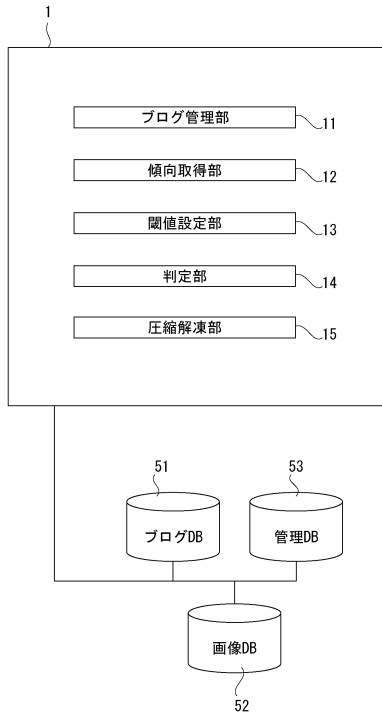 1
ブログ管理部
11
傾向取得部
12
閾値設定部
13
判定部
14
圧縮解凍部
15
51
53
ブログDB
管理DB
画像DB
52